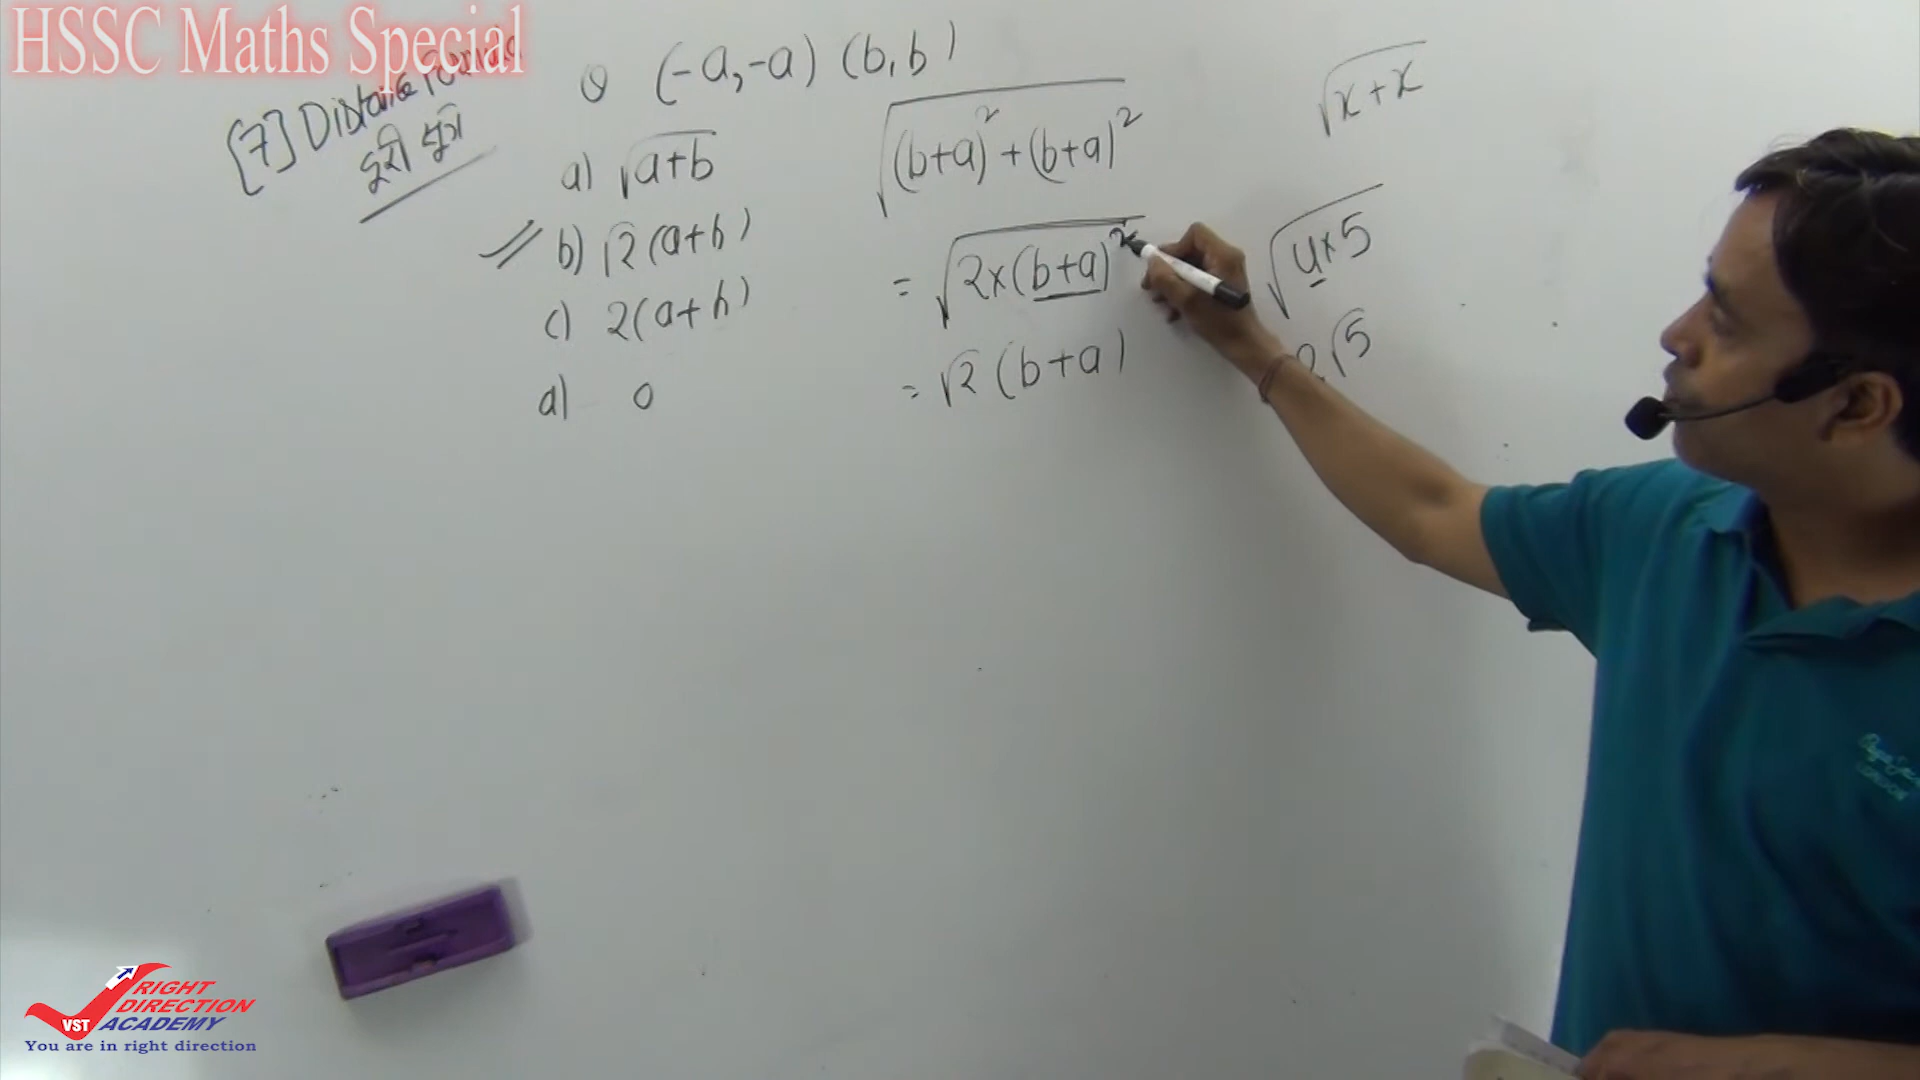 HSSC Maths Special
[7] Distance Formula
दूरी सूत्र
Q (-a,-a) (b,b)
a) √a+b
b) √2(a+b)
c) 2(a+b)
d) 0
√(b+a)²+(b+a)²
= √2×(b+a)²
= √2(b+a)
√x+x
√4×5
2√5
RIGHT
DIRECTION
VST ACADEMY
You are in right direction